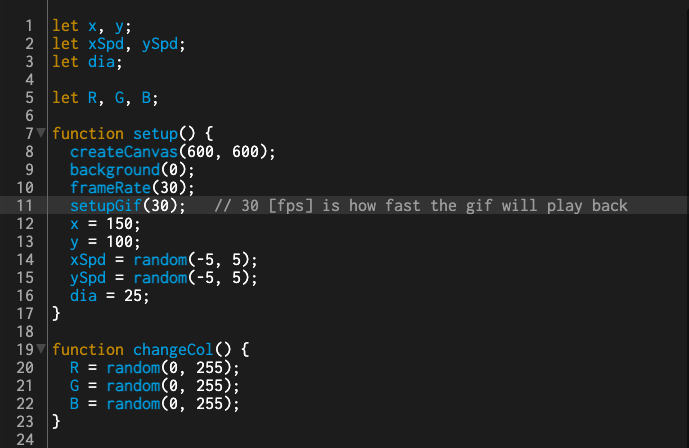 1 let x, y;
2 let xSpd, ySpd;
3 let dia;
4
5 let R, G, B;
6
7 function setup() {
8   createCanvas(600, 600);
9   background(0);
10   frameRate(30);
11   setupGif(30);   // 30 [fps] is how fast the gif will play back
12   x = 150;
13   y = 100;
14   xSpd = random(-5, 5);
15   ySpd = random(-5, 5);
16   dia = 25;
17 }
18
19 function changeCol() {
20   R = random(0, 255);
21   G = random(0, 255);
22   B = random(0, 255);
23 }
24